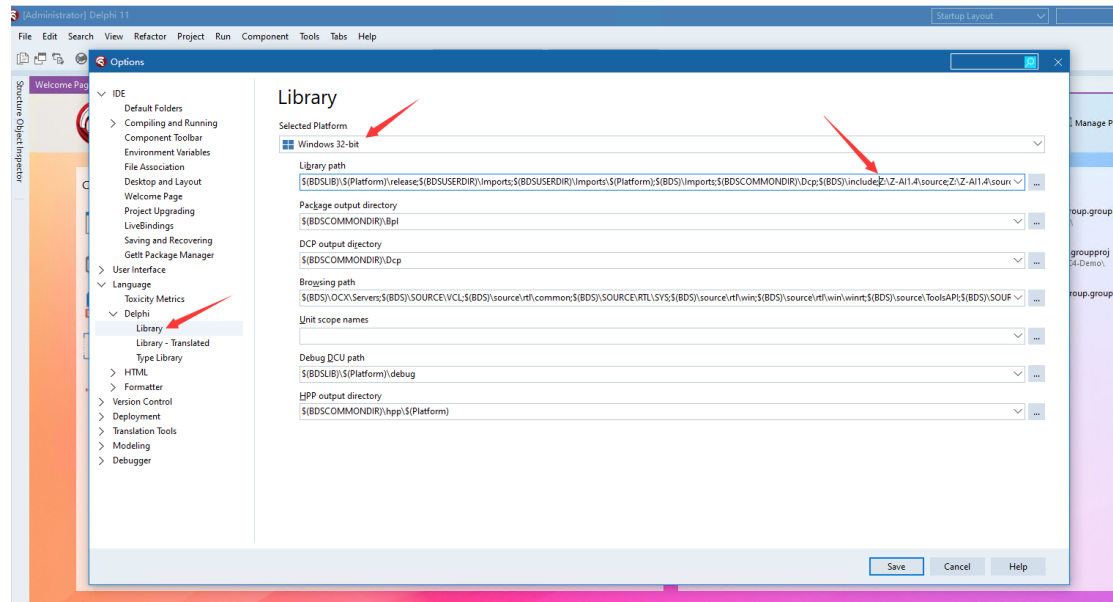 [Administrator] Delphi 11
Startup Layout
File Edit Search View Refactor Project Run Component Tools Tabs Help
Options
Structure
Object Inspector
Welcome Pag
Manage P
IDE
Default Folders
Compiling and Running
Component Toolbar
Environment Variables
File Association
Desktop and Layout
Welcome Page
Project Upgrading
LiveBindings
Saving and Recovering
GetIt Package Manager
User Interface
Language
Toxicity Metrics
Delphi
Library
Library - Translated
Type Library
HTML
Formatter
Version Control
Deployment
Translation Tools
Modeling
Debugger
Library
Selected Platform
Windows 32-bit
Library path
$(BDSLIB)\$(Platform)\release;$(BDSUSERDIR)\Imports;$(BDSUSERDIR)\Imports\$(Platform);$(BDS)\Imports;$(BDSCOMMONDIR)\Dcp;$(BDS)\include;Z:\Z-AI1.4\source;Z:\Z-AI1.4\sour
...
Package output directory
$(BDSCOMMONDIR)\Bpl
...
DCP output directory
$(BDSCOMMONDIR)\Dcp
...
Browsing path
$(BDS)\OCX\Servers;$(BDS)\SOURCE\VCL;$(BDS)\source\rtl\common;$(BDS)\SOURCE\RTL\SYS;$(BDS)\source\rtl\win;$(BDS)\source\rtl\win\winrt;$(BDS)\source\ToolsAPI;$(BDS)\SOUR
...
Unit scope names
...
Debug DCU path
$(BDSLIB)\$(Platform)\debug
...
HPP output directory
$(BDSCOMMONDIR)\hpp\$(Platform)
...
Save
Cancel
Help
roup.group
groupproj
4-Demo\
roup.group